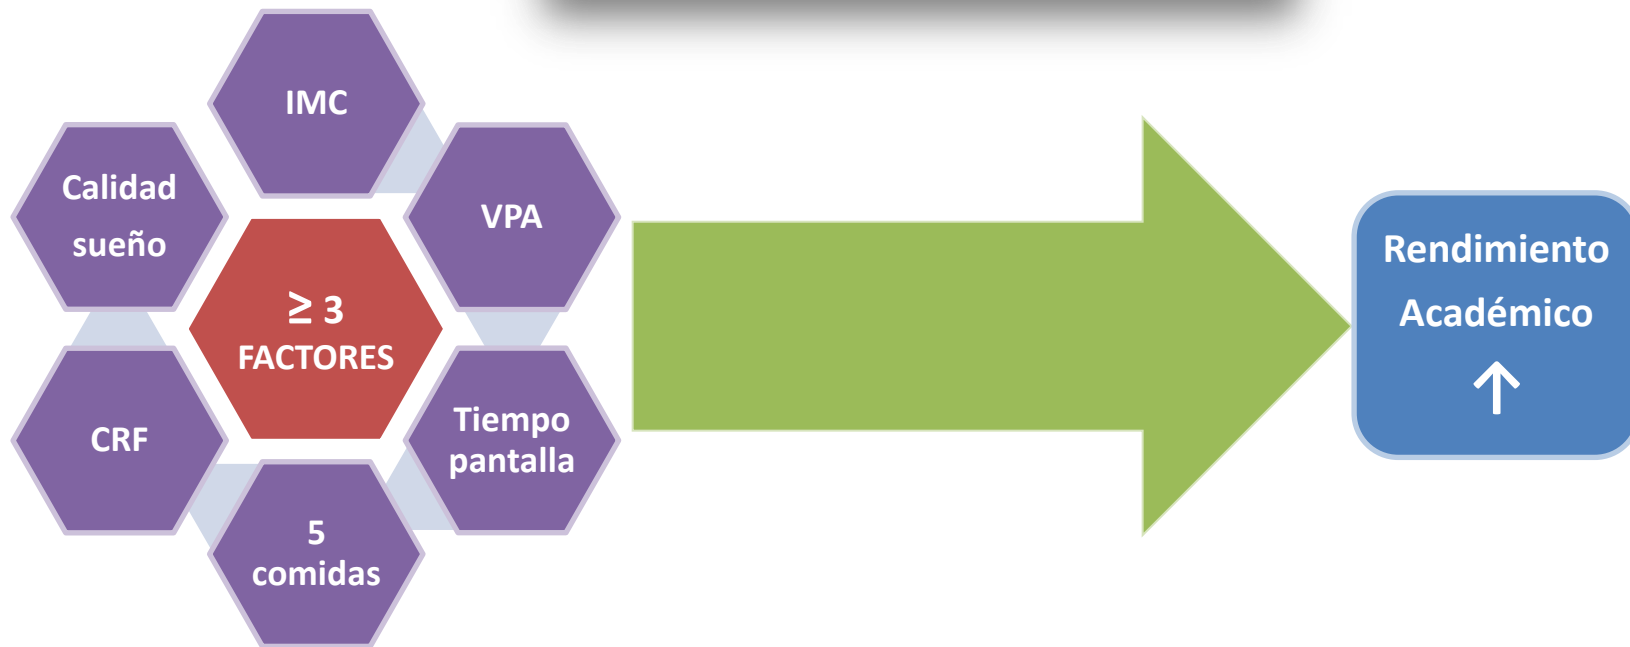 IMC
Calidad
sueño
VPA
≥ 3
FACTORES
CRF
Tiempo
pantalla
5
comidas
Rendimiento
Académico
↑